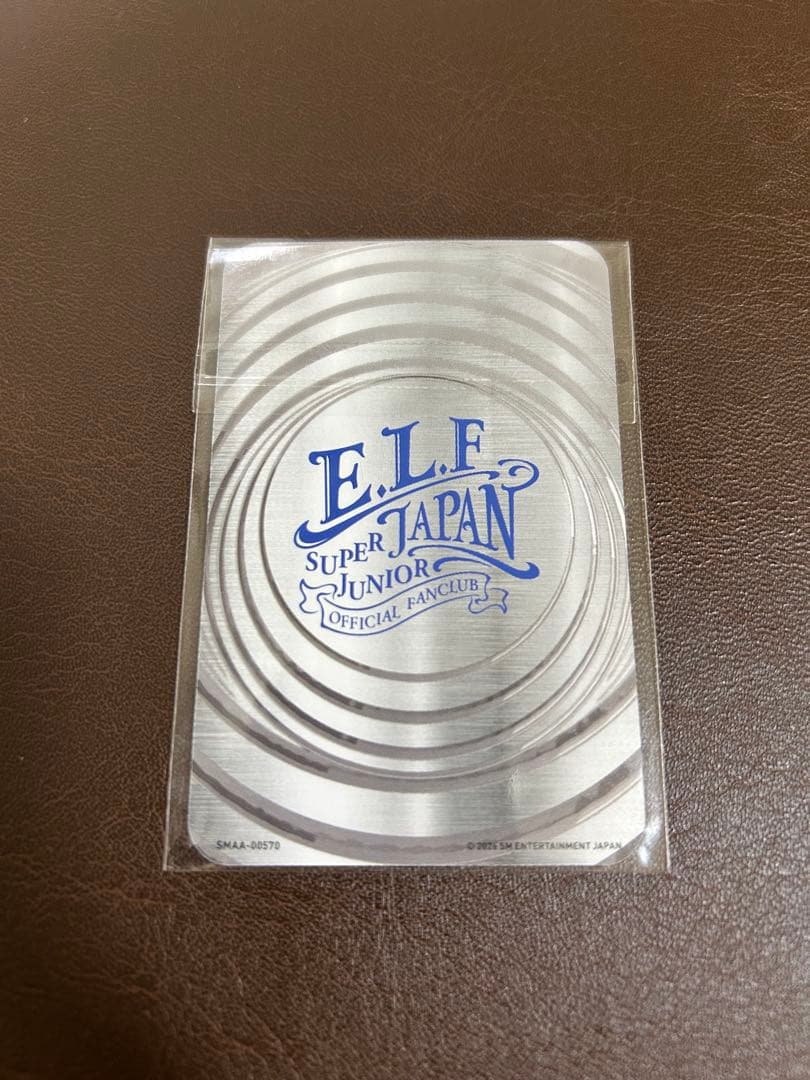 E.L.F
JAPAN
SUPER
JUNIOR
OFFICIAL FANCLUB
SMAA-00570
© 2026 SM ENTERTAINMENT JAPAN